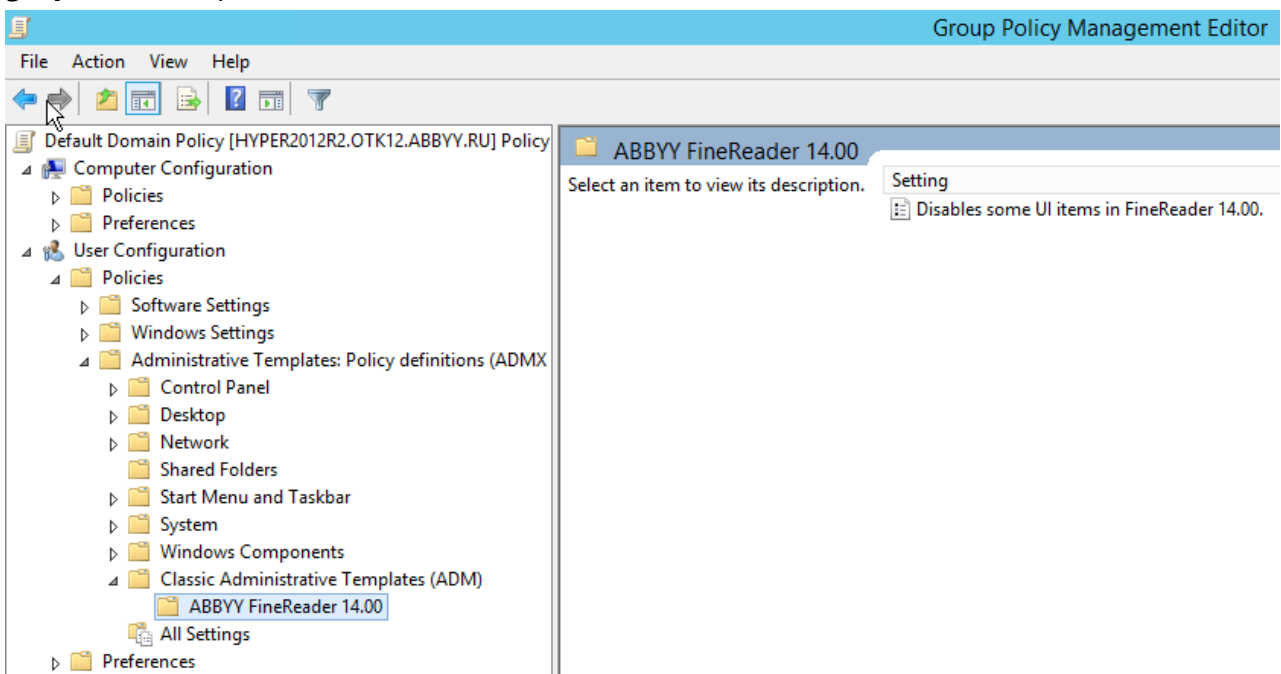 Group Policy Management Editor
File Action View Help
Default Domain Policy [HYPER2012R2.OTK12.ABBYY.RU] Policy
Computer Configuration
Policies
Preferences
User Configuration
Policies
Software Settings
Windows Settings
Administrative Templates: Policy definitions (ADMX
Control Panel
Desktop
Network
Shared Folders
Start Menu and Taskbar
System
Windows Components
Classic Administrative Templates (ADM)
ABBYY FineReader 14.00
All Settings
Preferences
ABBYY FineReader 14.00
Select an item to view its description.
Setting
Disables some UI items in FineReader 14.00.